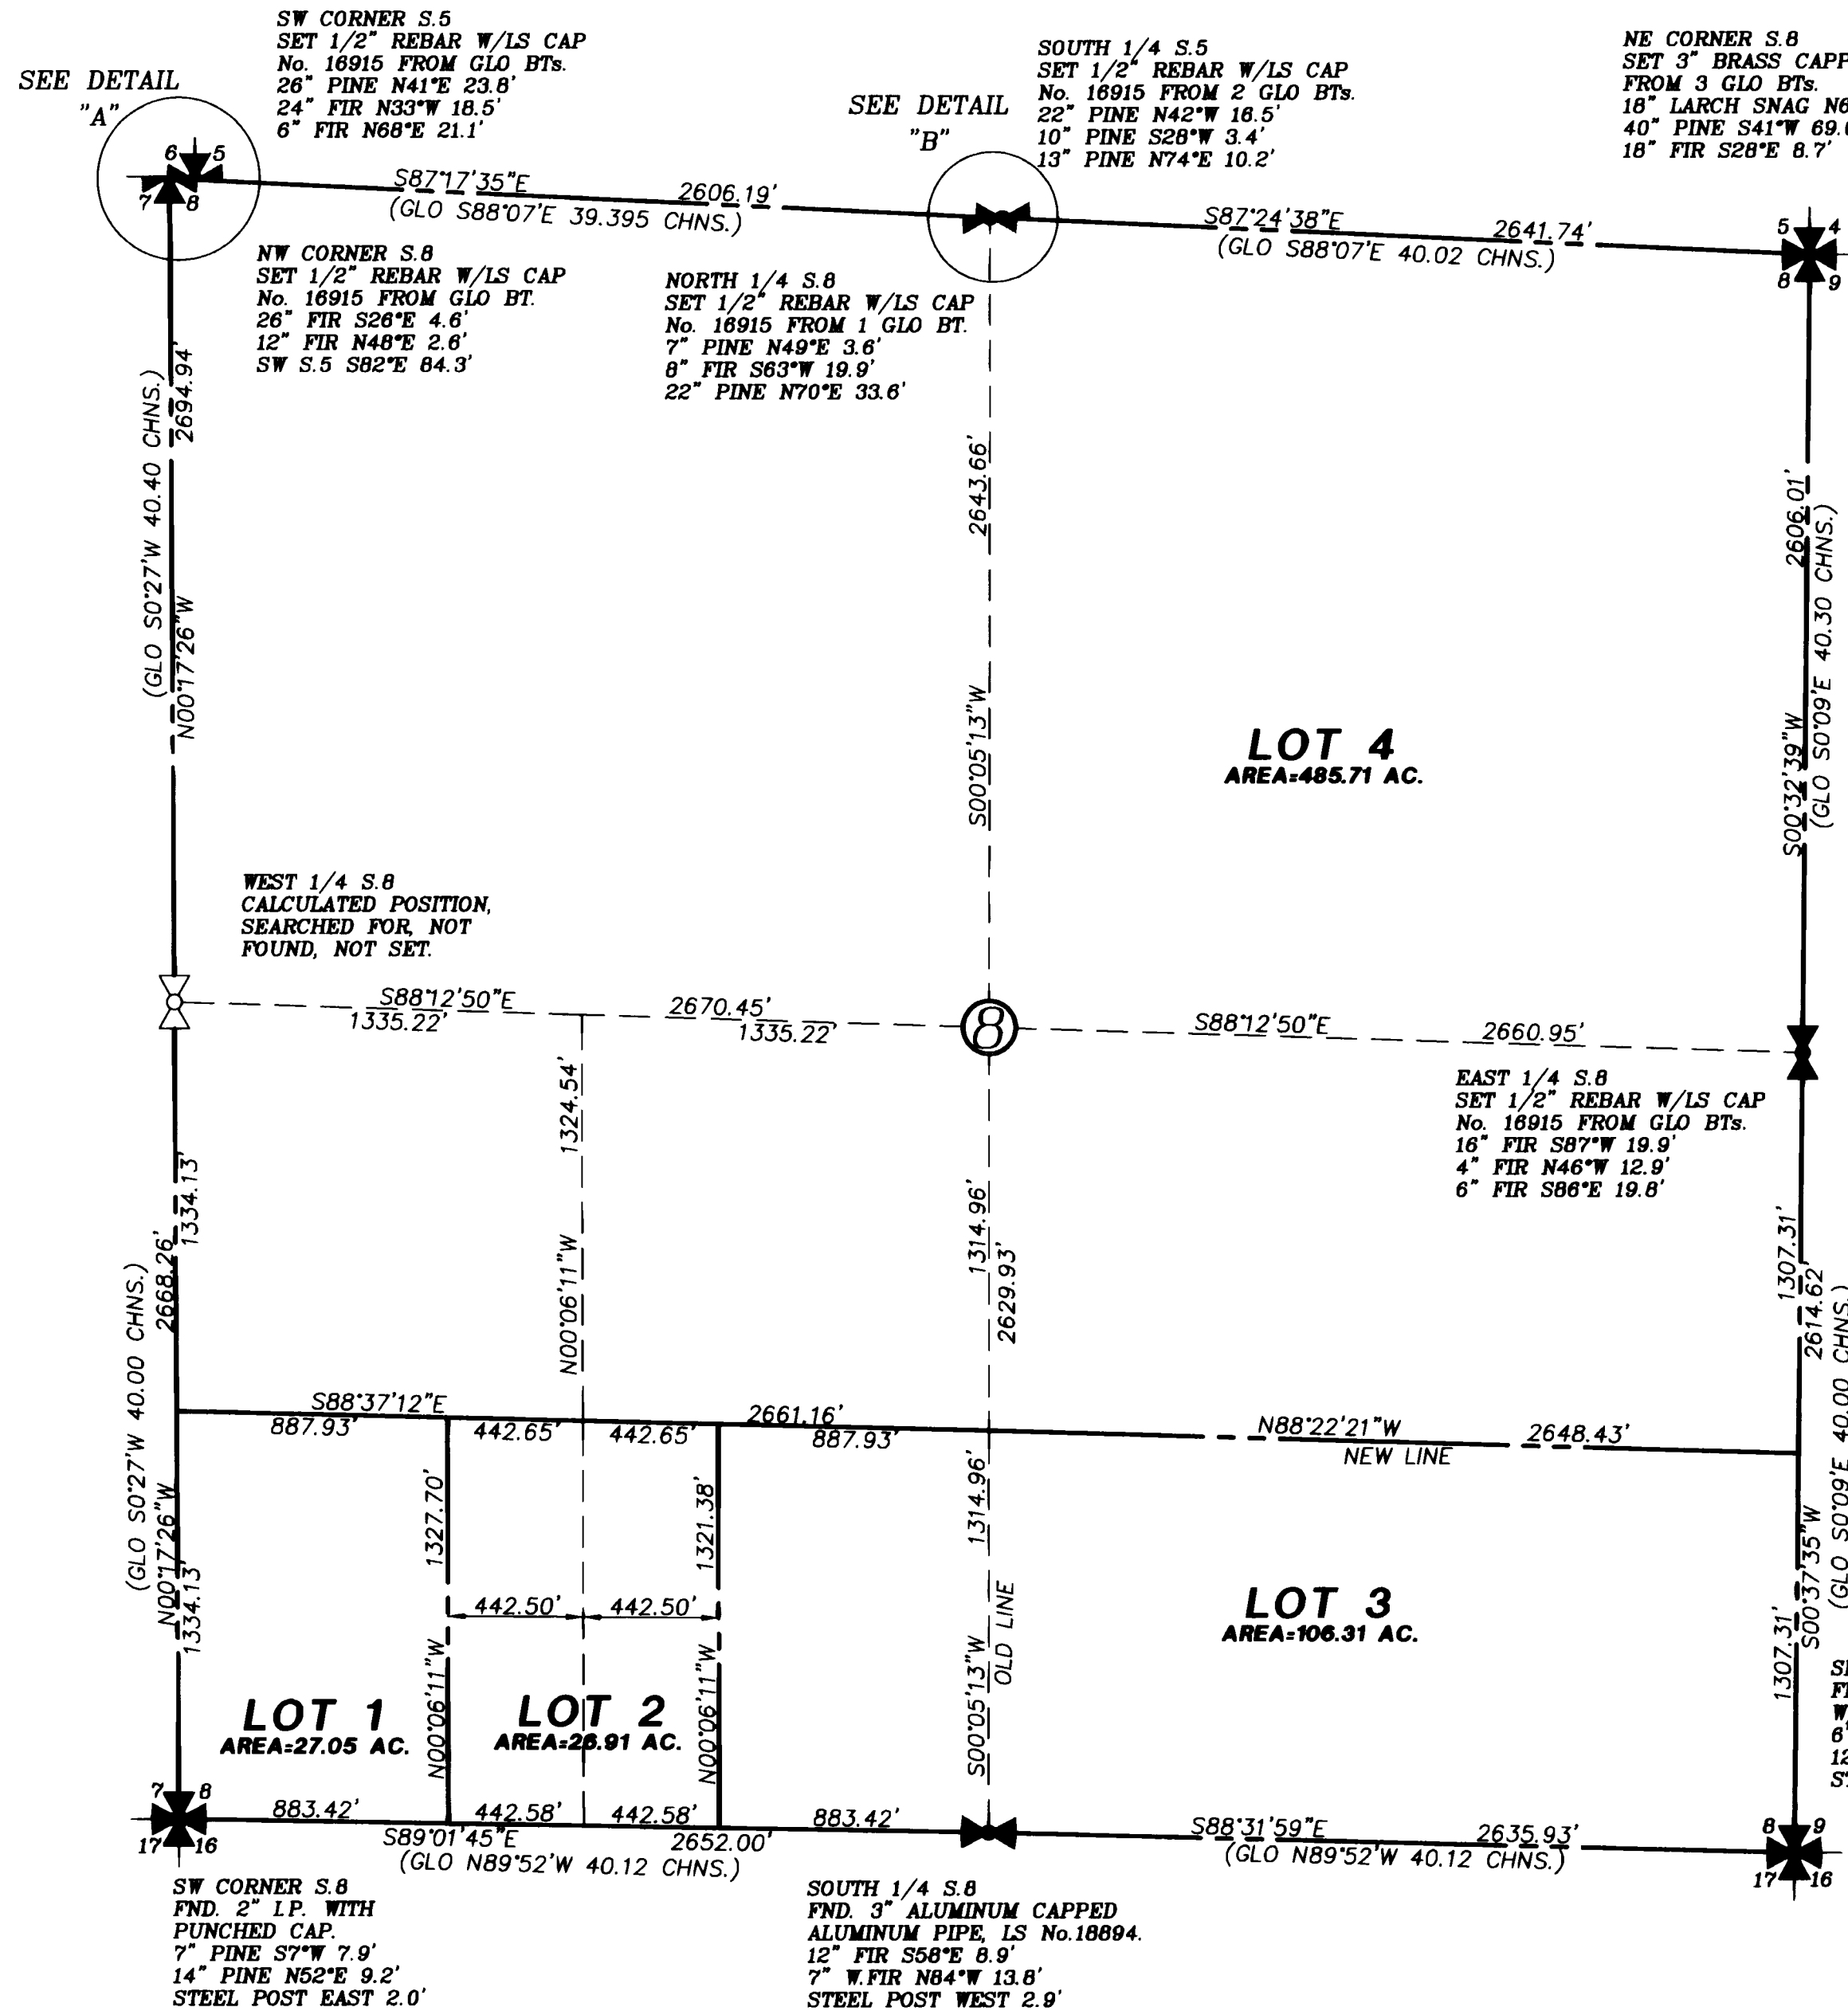 SW CORNER S.5
SET 1/2" REBAR W/LS CAP
No. 16915 FROM GLO BTs.
26" PINE N41°E 23.8'
24" FIR N33°W 18.5'
6" FIR N68°E 21.1'
SEE DETAIL
"A"
SOUTH 1/4 S.5
SET 1/2" REBAR W/LS CAP
No. 16915 FROM 2 GLO BTs.
22" PINE N42°W 16.5'
10" PINE S28°W 3.4'
13" PINE N74°E 10.2'
SEE DETAIL
"B"
NE CORNER S.8
SET 3" BRASS CAPP
FROM 3 GLO BTs.
18" LARCH SNAG N6
40" PINE S41°W 69.
18" FIR S28°E 8.7'
6 5
7 8
S87°17'35"E 2606.19'
(GLO S88°07'E 39.395 CHNS.)
S87°24'38"E 2641.74'
(GLO S88°07'E 40.02 CHNS.)
5 4
8 9
NW CORNER S.8
SET 1/2" REBAR W/LS CAP
No. 16915 FROM GLO BT.
26" FIR S26°E 4.6'
12" FIR N48°E 2.6'
SW S.5 S82°E 84.3'
NORTH 1/4 S.8
SET 1/2" REBAR W/LS CAP
No. 16915 FROM 1 GLO BT.
7" PINE N49°E 3.6'
8" FIR S63°W 19.9'
22" PINE N70°E 33.6'
(GLO S0°27'W 40.40 CHNS.)
N00°17'26"W 2694.94'
S00°05'13"W 2643.66'
S00°32'39"W 2606.01'
(GLO S0°09'E 40.30 CHNS.)
LOT 4
AREA=485.71 AC.
WEST 1/4 S.8
CALCULATED POSITION,
SEARCHED FOR, NOT
FOUND, NOT SET.
S88°12'50"E 2670.45'
1335.22' 1335.22'
8
S88°12'50"E 2660.95'
EAST 1/4 S.8
SET 1/2" REBAR W/LS CAP
No. 16915 FROM GLO BTs.
16" FIR S87°W 19.9'
4" FIR N46°W 12.9'
6" FIR S86°E 19.8'
(GLO S0°27'W 40.00 CHNS.)
N00°17'26"W 2668.26'
1334.13' 1334.13'
N00°06'11"W 1324.54'
1314.96'
2629.93'
1307.31'
2614.62'
(GLO S0°09'E 40.00 CHNS.)
S88°37'12"E 2661.16'
887.93' 442.65' 442.65' 887.93'
N88°22'21"W 2648.43'
NEW LINE
N00°06'11"W 1327.70'
N00°06'11"W 1321.38'
442.50' 442.50'
1314.96'
S00°05'13"W OLD LINE
LOT 3
AREA=106.31 AC.
S00°37'35"W
1307.31'
LOT 1
AREA=27.05 AC.
LOT 2
AREA=26.91 AC.
7 8
17 16
883.42' 442.58' 442.58' 883.42'
S89°01'45"E 2652.00'
(GLO N89°52'W 40.12 CHNS.)
S88°31'59"E 2635.93'
(GLO N89°52'W 40.12 CHNS.)
8 9
17 16
SW CORNER S.8
FND. 2" I.P. WITH
PUNCHED CAP.
7" PINE S7°W 7.9'
14" PINE N52°E 9.2'
STEEL POST EAST 2.0'
SOUTH 1/4 S.8
FND. 3" ALUMINUM CAPPED
ALUMINUM PIPE, LS No.18894.
12" FIR S58°E 8.9'
7" W.FIR N84°W 13.8'
STEEL POST WEST 2.9'